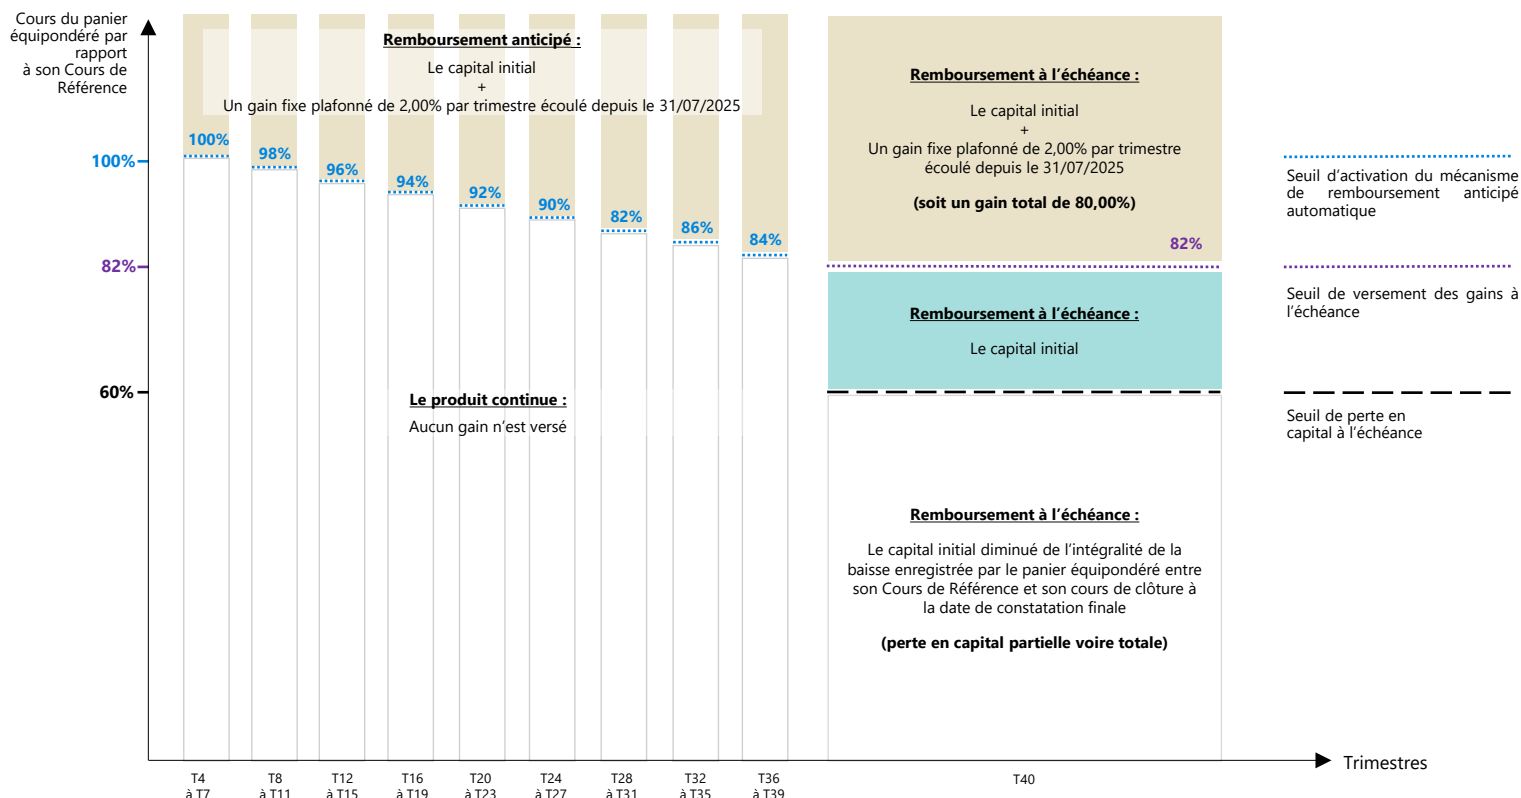 Cours du panier
équipondéré par
rapport
à son Cours de
Référence
100%
82%
60%
Remboursement anticipé :
Le capital initial
+
Un gain fixe plafonné de 2,00% par trimestre écoulé depuis le 31/07/2025
100%
98%
96%
94%
92%
90%
82%
86%
84%
Le produit continue :
Aucun gain n'est versé
Remboursement à l'échéance :
Le capital initial
+
Un gain fixe plafonné de 2,00% par trimestre
écoulé depuis le 31/07/2025
(soit un gain total de 80,00%)
82%
Remboursement à l'échéance :
Le capital initial
Remboursement à l'échéance :
Le capital initial diminué de l'intégralité de la
baisse enregistrée par le panier équipondéré entre
son Cours de Référence et son cours de clôture à
la date de constatation finale
(perte en capital partielle voire totale)
Seuil d'activation du mécanisme
de remboursement anticipé
automatique
Seuil de versement des gains à
l'échéance
Seuil de perte en
capital à l'échéance
T4
à T7
T8
à T11
T12
à T15
T16
à T19
T20
à T23
T24
à T27
T28
à T31
T32
à T35
T36
à T39
T40
Trimestres